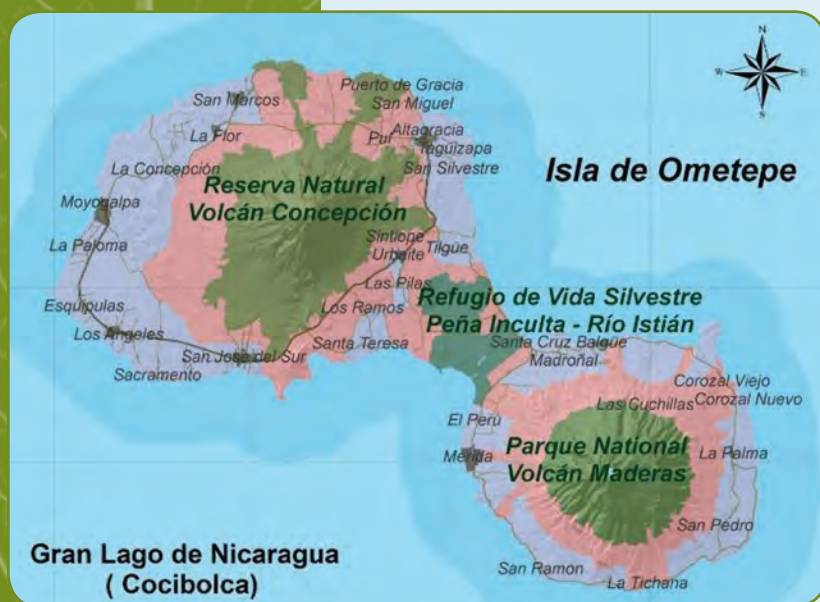 N
W E
S
Puerto de Gracia
San Marcos
San Miguel
La Flor
Pul
Altagracia
Tagüizapa
La Concepción
San Silvestre
Isla de Ometepe
Reserva Natural
Volcán Concepción
Moyogalpa
Sintiope
La Paloma
Urbaite
Tilgüe
Las Pilas
Refugio de Vida Silvestre
Peña Inculta - Río Istián
Esquipulas
Los Ramos
Los Angeles
Santa Teresa
Santa Cruz
Balgüe
San Jose del Sur
Madroñal
Sacramento
Corozal Viejo
Las Cuchillas
Corozal Nuevo
El Perú
Parque National
Volcán Maderas
Mérida
La Palma
San Pedro
Gran Lago de Nicaragua
( Cocibolca)
San Ramon
La Tichana